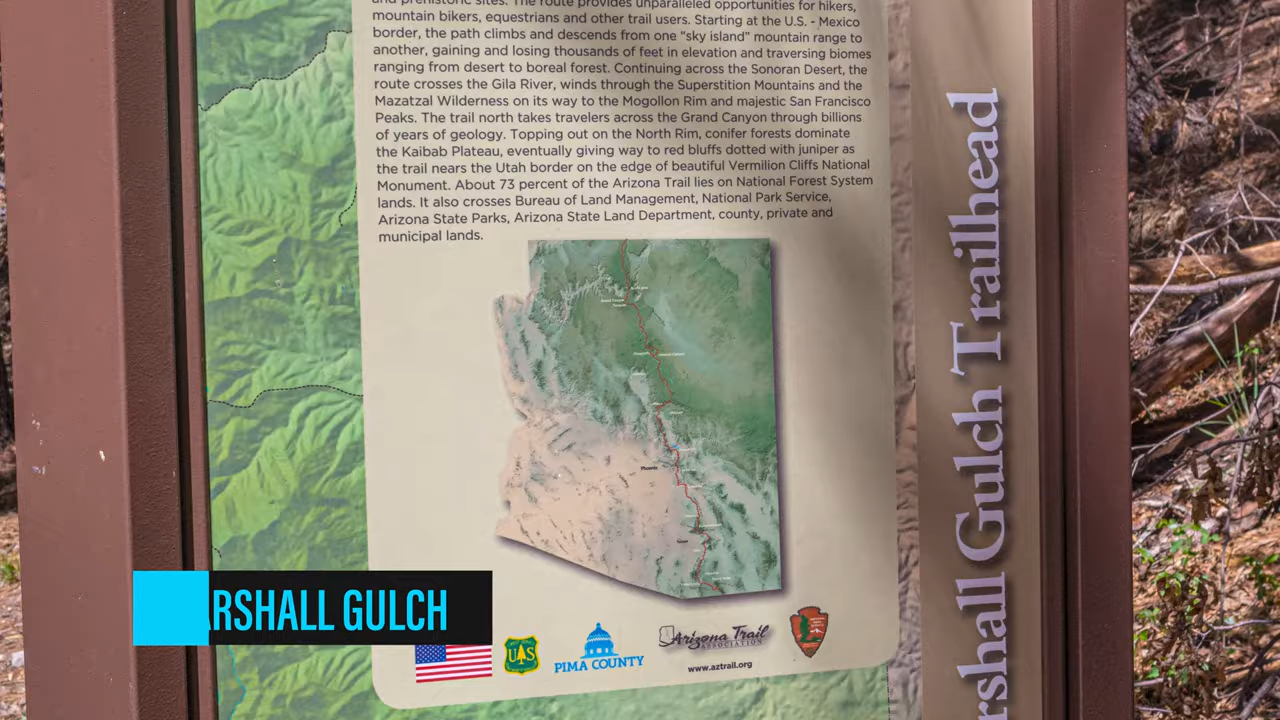 and prehistoric sites. The route provides unparalleled opportunities for hikers,
mountain bikers, equestrians and other trail users. Starting at the U.S. - Mexico
border, the path climbs and descends from one “sky island” mountain range to
another, gaining and losing thousands of feet in elevation and traversing biomes
ranging from desert to boreal forest. Continuing across the Sonoran Desert, the
route crosses the Gila River, winds through the Superstition Mountains and the
Mazatzal Wilderness on its way to the Mogollon Rim and majestic San Francisco
Peaks. The trail north takes travelers across the Grand Canyon through billions
of years of geology. Topping out on the North Rim, conifer forests dominate
the Kaibab Plateau, eventually giving way to red bluffs dotted with juniper as
the trail nears the Utah border on the edge of beautiful Vermilion Cliffs National
Monument. About 73 percent of the Arizona Trail lies on National Forest System
lands. It also crosses Bureau of Land Management, National Park Service,
Arizona State Parks, Arizona State Land Department, county, private and
municipal lands.
Phoenix
RSHALL GULCH
UAS
PIMA COUNTY
Arizona Trail
ASSOCIATION
www.aztrail.org
rshall Gulch Trailhead